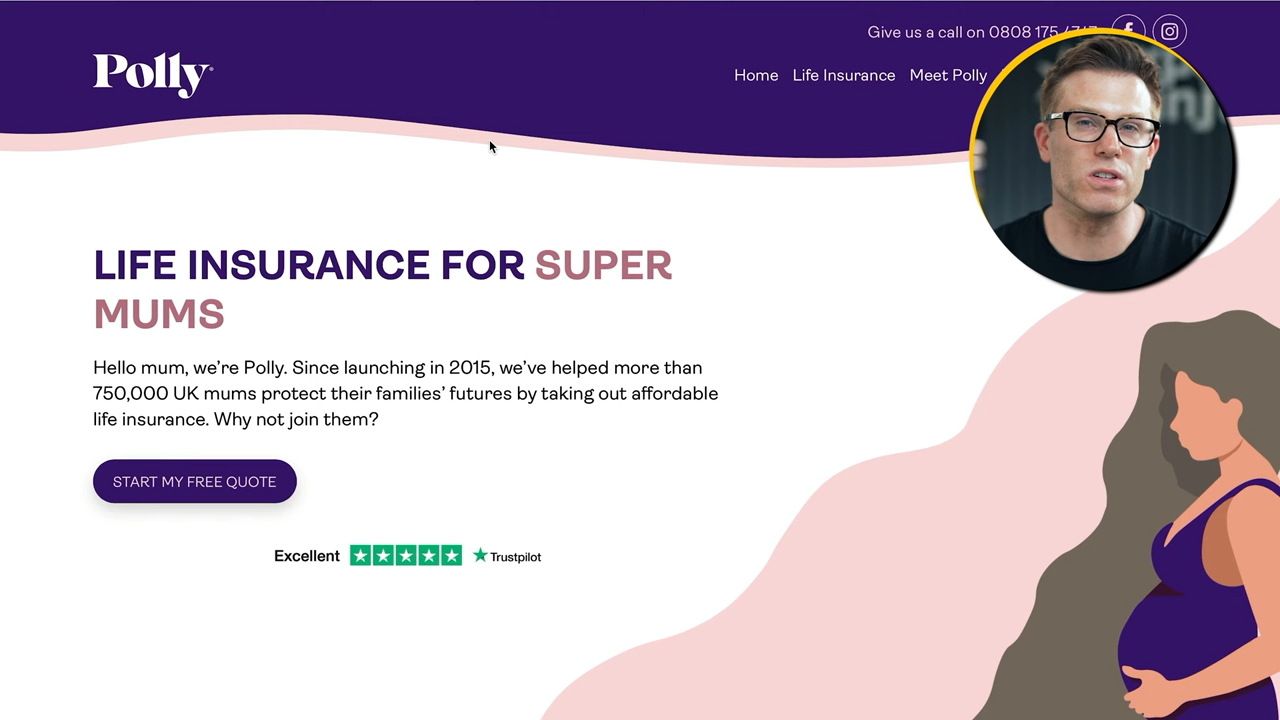 Give us a call on 0808 175
Polly
Home Life Insurance Meet Polly
LIFE INSURANCE FOR SUPER
MUMS
Hello mum, we’re Polly. Since launching in 2015, we’ve helped more than
750,000 UK mums protect their families’ futures by taking out affordable
life insurance. Why not join them?
START MY FREE QUOTE
Excellent Trustpilot